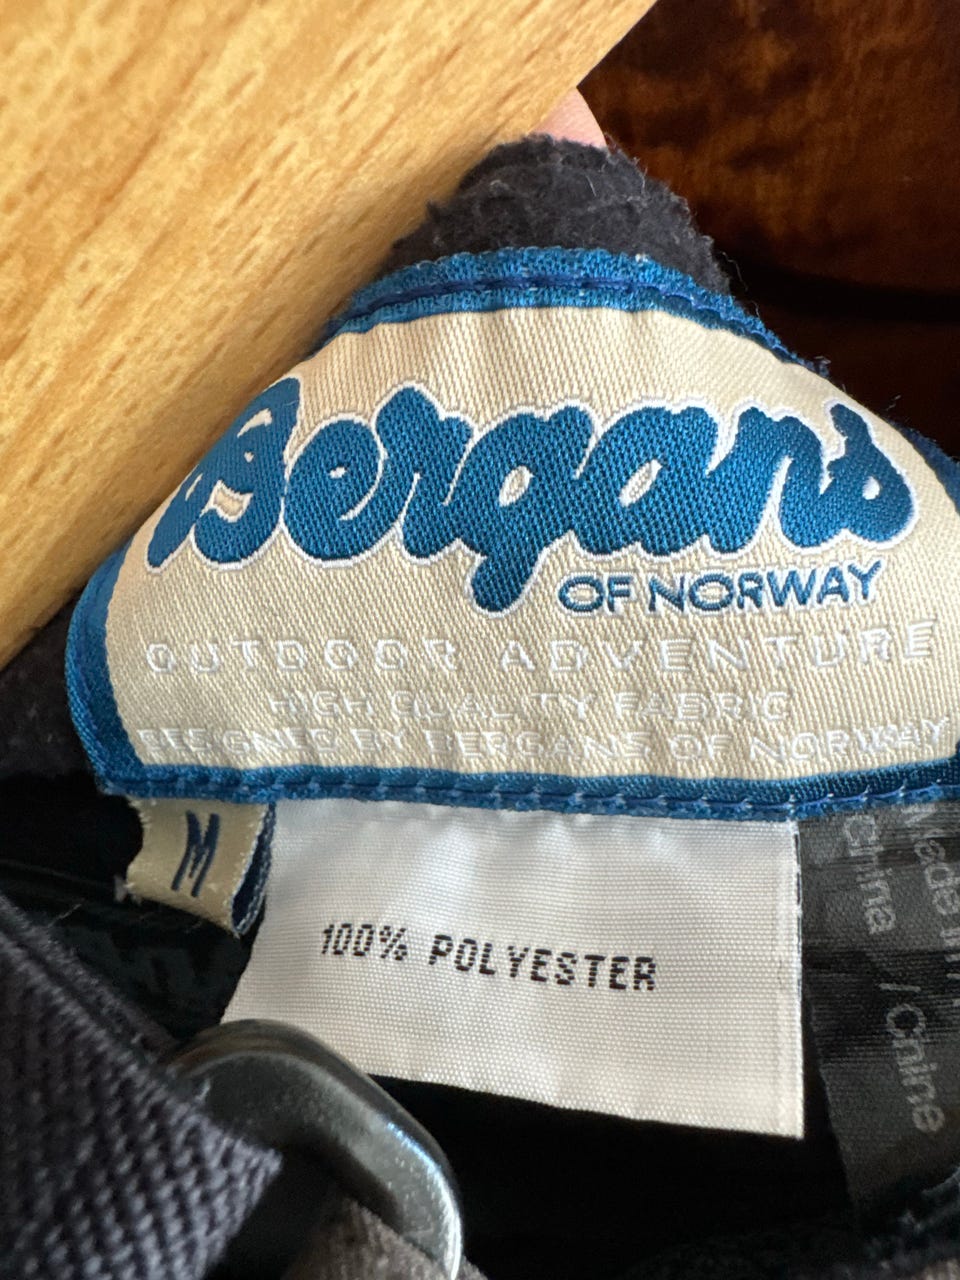 Bergans
OF NORWAY
OUTDOOR ADVENTURE
HIGH QUALITY FABRIC
DESIGNED BY BERGANS OF NORWAY
M
100% POLYESTER
Made in
China
/ Chine